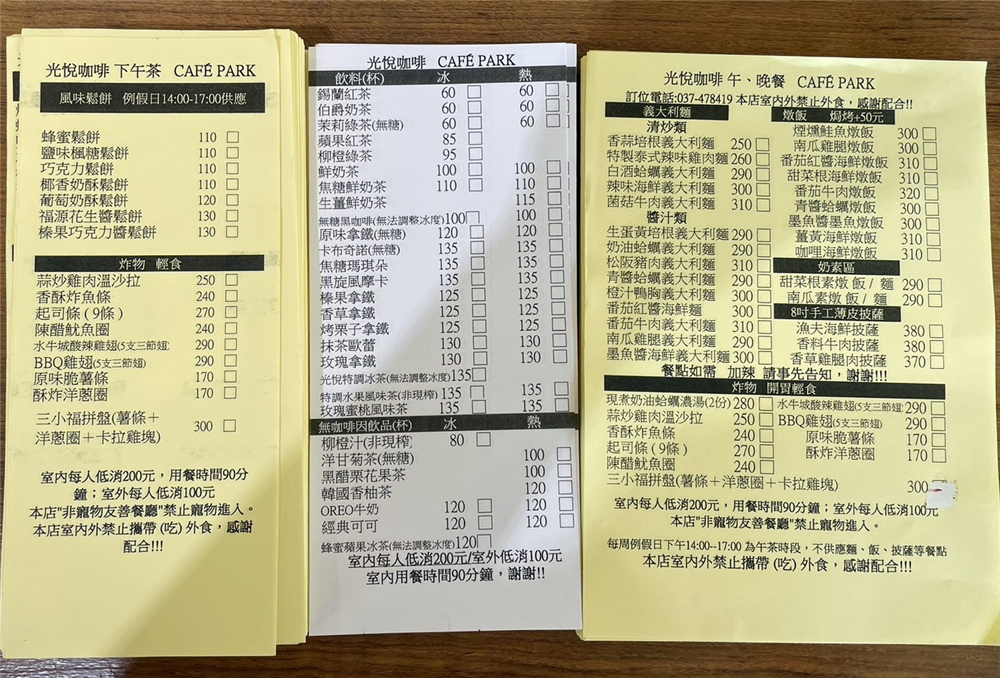 光悅咖啡 下午茶 CAFÉ PARK
風味鬆餅 例假日14:00-17:00供應
蜂蜜鬆餅 110 □
鹽味楓糖鬆餅 110 □
巧克力鬆餅 110 □
椰香奶酥鬆餅 110 □
葡萄奶酥鬆餅 120 □
福源花生醬鬆餅 130 □
榛果巧克力醬鬆餅 130 □
炸物 輕食
蒜炒雞肉溫沙拉 250 □
香酥炸魚條 240 □
起司條(9條) 270 □
陳醋魷魚圈 240 □
水牛城酸辣雞翅(5支三節翅) 290 □
BBQ雞翅(5支三節翅) 290 □
原味脆薯條 170 □
酥炸洋蔥圈 170 □
三小福拼盤(薯條＋
洋蔥圈＋卡拉雞塊) 300 □
室內每人低消200元，用餐時間90分
鐘；室外每人低消100元
本店"非寵物友善餐廳"禁止寵物進入。
本店室內外禁止攜帶(吃)外食，感謝
配合!!!
光悅咖啡 CAFÉ PARK
飲料(杯) 冰 熱
錫蘭紅茶 60 □ 60 □
伯爵奶茶 60 □ 60 □
茉莉綠茶(無糖) 60 □ 60 □
蘋果紅茶 85 □
柳橙綠茶 95 □
鮮奶茶 100 □ 100 □
焦糖鮮奶茶 110 □ 110 □
生薑鮮奶茶 115 □
無糖黑咖啡(無法調整冰度)100□ 100 □
原味拿鐵(無糖) 120 □ 120 □
卡布奇諾(無糖) 135 □ 135 □
焦糖瑪琪朵 135 □ 135 □
黑旋風摩卡 135 □ 135 □
榛果拿鐵 125 □ 125 □
香草拿鐵 125 □ 125 □
烤栗子拿鐵 125 □ 125 □
抹茶歐蕾 130 □ 130 □
玫瑰拿鐵 130 □ 130 □
光悅特調冰茶(無法調整冰度)135□
特調水果風味茶(非現榨) 135 □ 135 □
玫瑰蜜桃風味茶 135 □ 135 □
無咖啡因飲品(杯) 冰 熱
柳橙汁(非現榨) 80 □
洋甘菊茶(無糖) 100 □
黑醋栗花果茶 100 □
韓國香柚茶 120 □
OREO牛奶 120 □ 120 □
經典可可 120 □ 120 □
蜂蜜蘋果冰茶(無法調整冰度)120□
室內每人低消200元/室外低消100元
室內用餐時間90分鐘，謝謝!!
光悅咖啡 午、晚餐 CAFÉ PARK
訂位電話:037-478419 本店室內外禁止外食，感謝配合!!
義大利麵
清炒類
香蒜培根義大利麵 250 □
特製泰式辣味雞肉麵 260 □
白酒蛤蠣義大利麵 290 □
辣味海鮮義大利麵 300 □
菌菇牛肉義大利麵 310 □
醬汁類
生蛋黃培根義大利麵 290 □
奶油蛤蠣義大利麵 290 □
松阪豬肉義大利麵 310 □
青醬蛤蠣義大利麵 300 □
橙汁鴨胸義大利麵 300 □
番茄紅醬義大利麵 300 □
番茄牛肉義大利麵 310 □
南瓜雞腿義大利麵 290 □
墨魚醬海鮮義大利麵 300 □
燉飯 焗烤+50元
煙燻鮭魚燉飯 300 □
南瓜雞腿燉飯 300 □
番茄紅醬海鮮燉飯 310 □
甜菜根海鮮燉飯 310 □
番茄牛肉燉飯 320 □
青醬蛤蠣燉飯 300 □
墨魚醬墨魚燉飯 300 □
薑黃海鮮燉飯 310 □
咖哩海鮮燉飯 310 □
奶素區
甜菜根素燉飯/麵 290 □
南瓜素燉飯/麵 290 □
8吋手工薄皮披薩
漁夫海鮮披薩 380 □
香料牛肉披薩 380 □
香草雞腿肉披薩 370 □
餐點如需 加辣 請事先告知，謝謝!!!
炸物 開胃輕食
現煮奶油蛤蠣濃湯(2份) 280 □
蒜炒雞肉溫沙拉 250 □
香酥炸魚條 240 □
起司條(9條) 270 □
陳醋魷魚圈 240 □
水牛城酸辣雞翅(5支三節翅) 290 □
BBQ雞翅(5支三節翅) 290 □
原味脆薯條 170 □
酥炸洋蔥圈 170 □
三小福拼盤(薯條＋洋蔥圈＋卡拉雞塊) 300
室內每人低消200元，用餐時間90分鐘；室外每人低消100元
本店"非寵物友善餐廳"禁止寵物進入。
每周例假日下午14:00--17:00 為午茶時段，不供應麵、飯、披薩等餐點
本店室內外禁止攜帶(吃)外食，感謝配合!!!